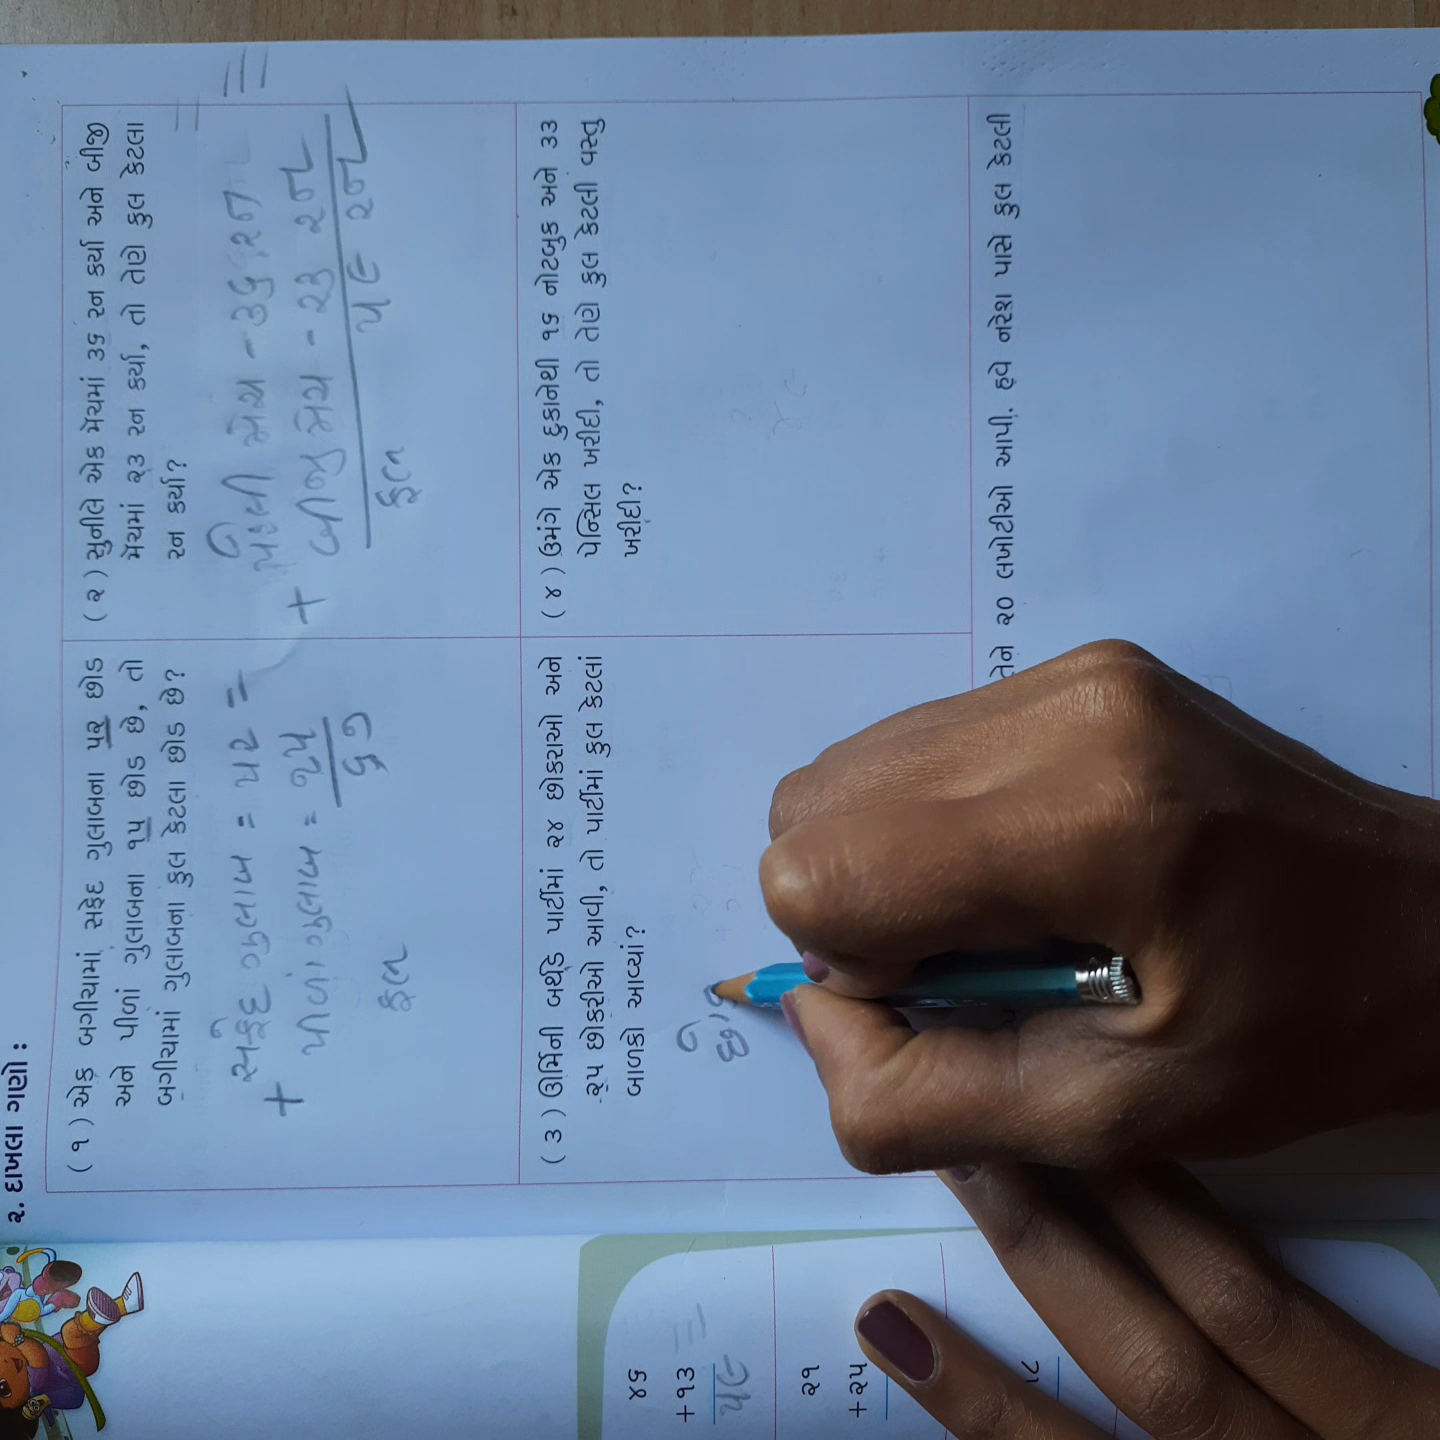 ૨. દાખલા ગણો :
( ૧ ) એક બગીચામાં સફેદ ગુલાબના ૫૨ છોડ
અને પીળાં ગુલાબના ૧૫ છોડ છે, તો
બગીચામાં ગુલાબના કુલ કેટલા છોડ છે?
સફેદ ગુલાબ = ૫૨ =
+ પીળાં ગુલાબ = ૧૫
કુલ ૬૭
( ૨ ) સુનીલે એક મેચમાં ૩૬ રન કર્યા અને બીજી
મેચમાં ૨૩ રન કર્યા, તો તેણે કુલ કેટલા
રન કર્યા?
પેહલી મેચ - ૩૬ રન
+ બીજી મેચ - ૨૩ રન
કુલ ૫૯ રન
( ૩ ) ઊર્મિની બર્થડે પાર્ટીમાં ૨૪ છોકરાઓ અને
૨૫ છોકરીઓ આવી, તો પાર્ટીમાં કુલ કેટલાં
બાળકો આવ્યાં?
( ૪ ) ઉમંગે એક દુકાનેથી ૧૬ નોટબુક અને ૩૩
પેન્સિલ ખરીદી, તો તેણે કુલ કેટલી વસ્તુ
ખરીદી?
તેને ૨૦ લખોટીઓ આપી. હવે નરેશ પાસે કુલ કેટલી
૪૬
+ ૧૩
૫૯
૨૧
+ ૨૫